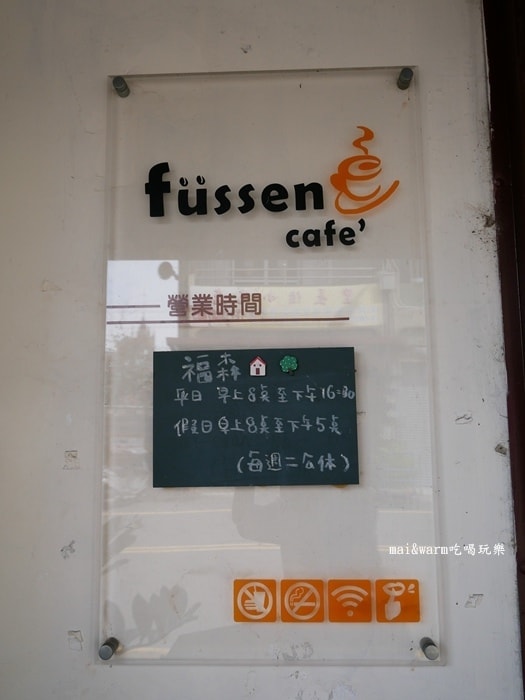 füssen
cafe'
營業時間
福森
平日 早上8點至下午16:30
假日早上8點至下午5點
(每週二公休)
mai&warm吃喝玩樂